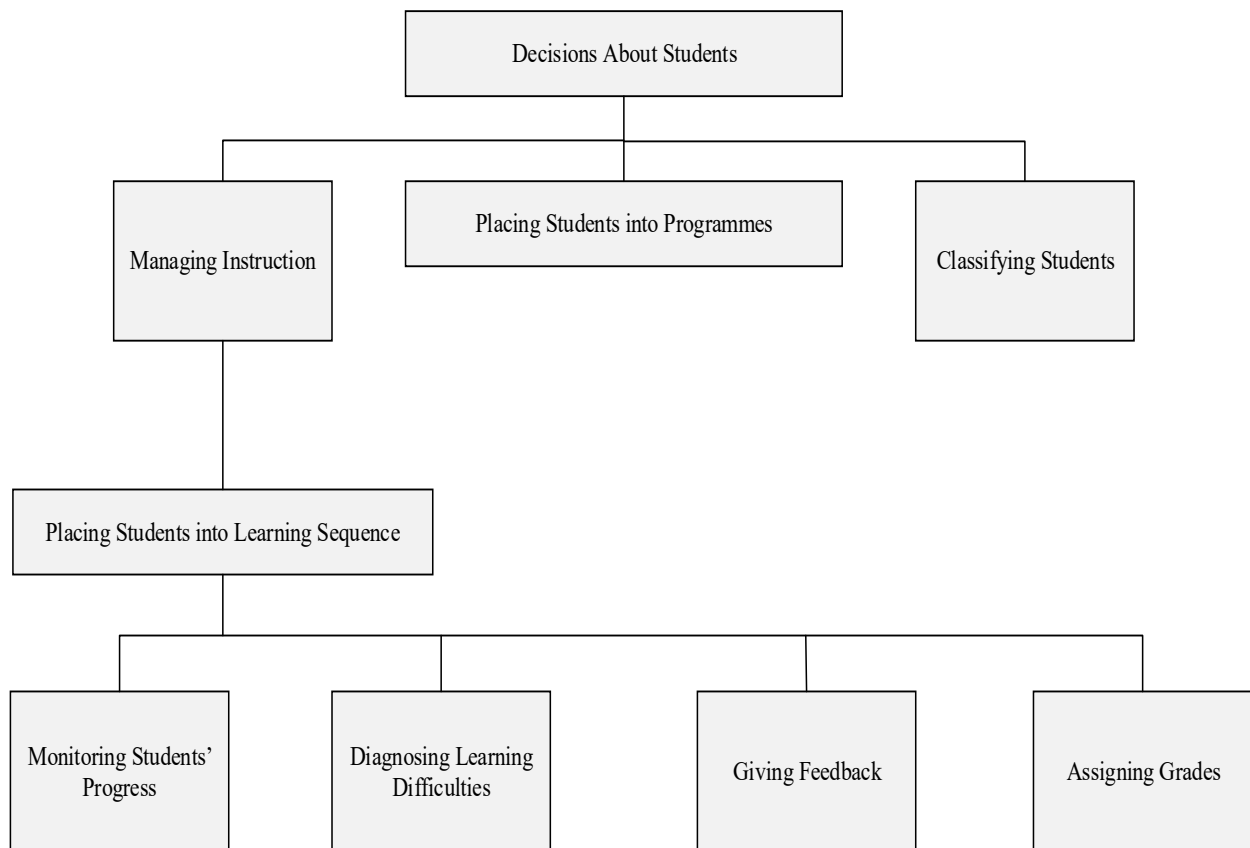 Decisions About Students
Managing Instruction
Placing Students into Programmes
Classifying Students
Placing Students into Learning Sequence
Monitoring Students’
Progress
Diagnosing Learning
Difficulties
Giving Feedback
Assigning Grades